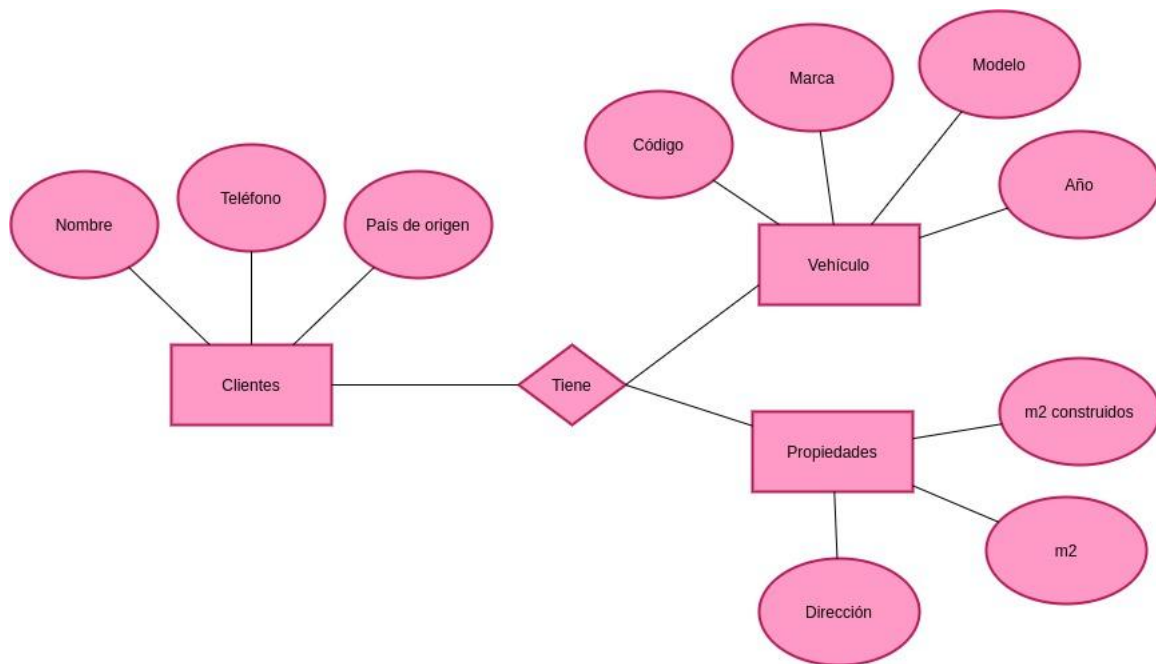 Modelo
Marca
Código
Año
Teléfono
Nombre
País de origen
Vehículo
Clientes
Tiene
m2 construidos
Propiedades
m2
Dirección